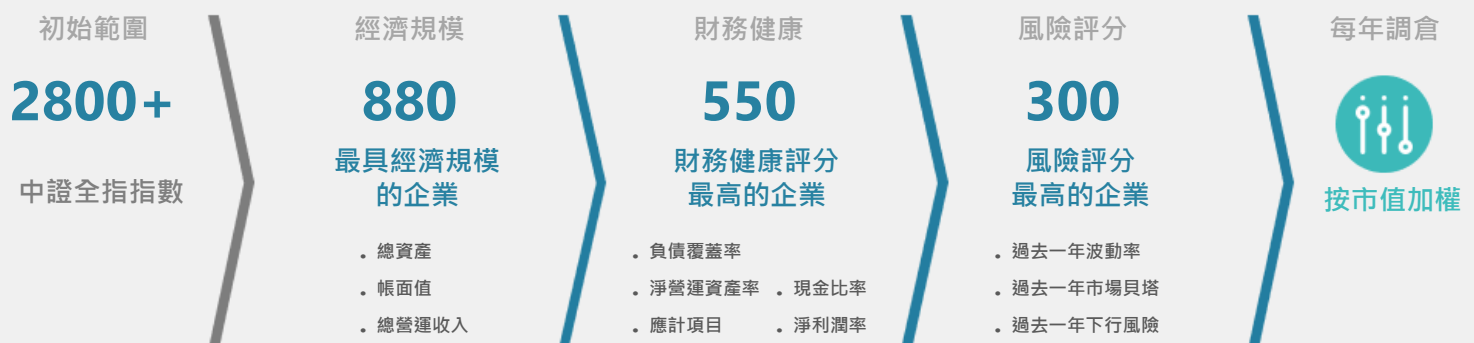 初始範圍
2800+
中證全指指數
經濟規模
880
最具經濟規模
的企業
. 總資產
. 帳面值
. 總營運收入
財務健康
550
財務健康評分
最高的企業
. 負債覆蓋率
. 淨營運資產率 . 現金比率
. 應計項目 . 淨利潤率
風險評分
300
風險評分
最高的企業
. 過去一年波動率
. 過去一年市場貝塔
. 過去一年下行風險
每年調倉
按市值加權